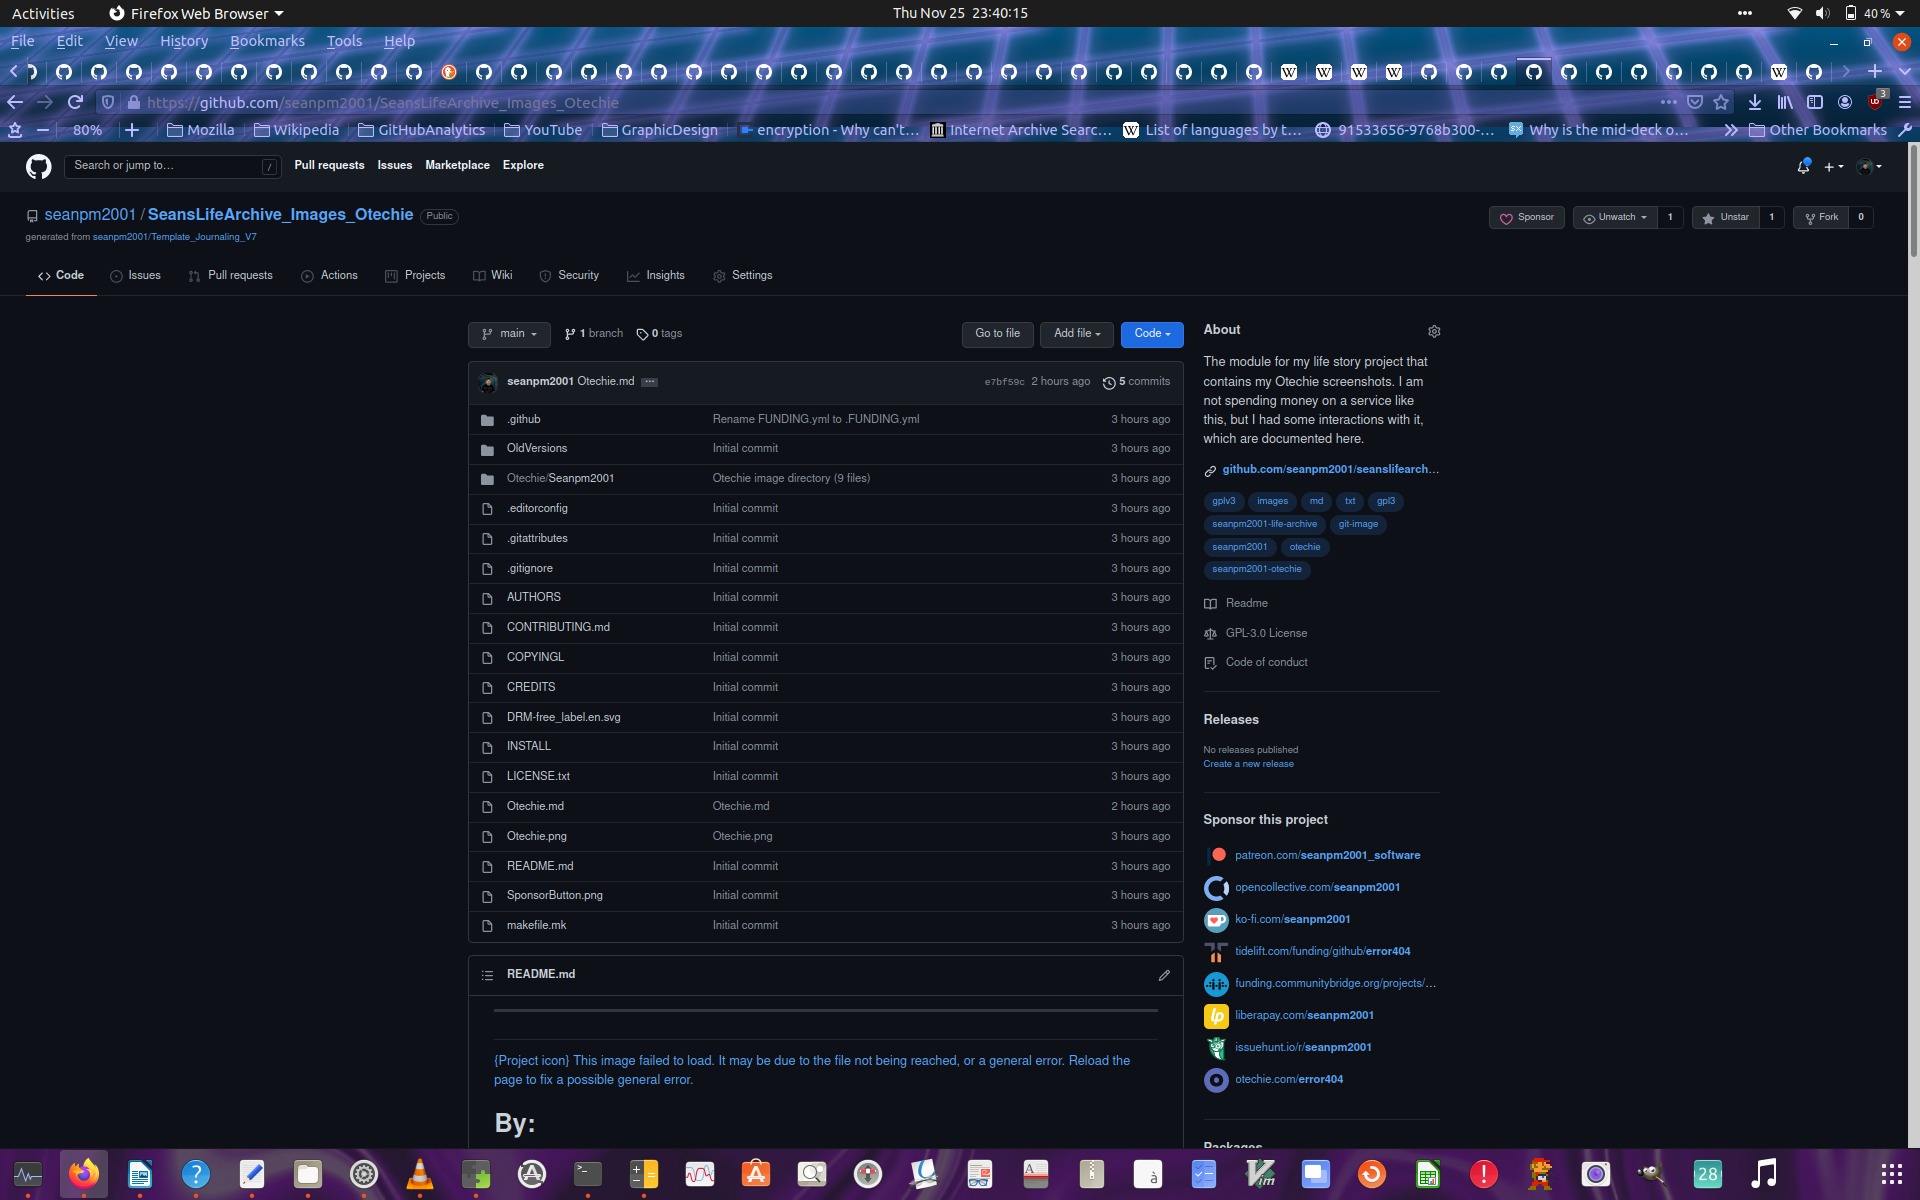 Activities Firefox Web Browser Thu Nov 25 23:40:15 40 %
File Edit View History Bookmarks Tools Help
https://github.com/seanpm2001/SeansLifeArchive_Images_Otechie 3
80% Mozilla Wikipedia GitHubAnalytics YouTube GraphicDesign encryption - Why can't… Internet Archive Searc… List of languages by t… 91533656-9768b300-… Why is the mid-deck o… Other Bookmarks
Search or jump to… / Pull requests Issues Marketplace Explore
seanpm2001 / SeansLifeArchive_Images_Otechie Public
Sponsor Unwatch 1 Unstar 1 Fork 0
generated from seanpm2001/Template_Journaling_V7
Code Issues Pull requests Actions Projects Wiki Security Insights Settings
main 1 branch 0 tags Go to file Add file Code
seanpm2001 Otechie.md e7bf59c 2 hours ago 5 commits
.github Rename FUNDING.yml to .FUNDING.yml 3 hours ago
OldVersions Initial commit 3 hours ago
Otechie/Seanpm2001 Otechie image directory (9 files) 3 hours ago
.editorconfig Initial commit 3 hours ago
.gitattributes Initial commit 3 hours ago
.gitignore Initial commit 3 hours ago
AUTHORS Initial commit 3 hours ago
CONTRIBUTING.md Initial commit 3 hours ago
COPYINGL Initial commit 3 hours ago
CREDITS Initial commit 3 hours ago
DRM-free_label.en.svg Initial commit 3 hours ago
INSTALL Initial commit 3 hours ago
LICENSE.txt Initial commit 3 hours ago
Otechie.md Otechie.md 2 hours ago
Otechie.png Otechie.png 3 hours ago
README.md Initial commit 3 hours ago
SponsorButton.png Initial commit 3 hours ago
makefile.mk Initial commit 3 hours ago
README.md
{Project icon} This image failed to load. It may be due to the file not being reached, or a general error. Reload the
page to fix a possible general error.
By:
About
The module for my life story project that
contains my Otechie screenshots. I am
not spending money on a service like
this, but I had some interactions with it,
which are documented here.
github.com/seanpm2001/seanslifearch…
gplv3 images md txt gpl3
seanpm2001-life-archive git-image
seanpm2001 otechie
seanpm2001-otechie
Readme
GPL-3.0 License
Code of conduct
Releases
No releases published
Create a new release
Sponsor this project
patreon.com/seanpm2001_software
opencollective.com/seanpm2001
ko-fi.com/seanpm2001
tidelift.com/funding/github/error404
funding.communitybridge.org/projects/…
liberapay.com/seanpm2001
issuehunt.io/r/seanpm2001
otechie.com/error404
Packages
28